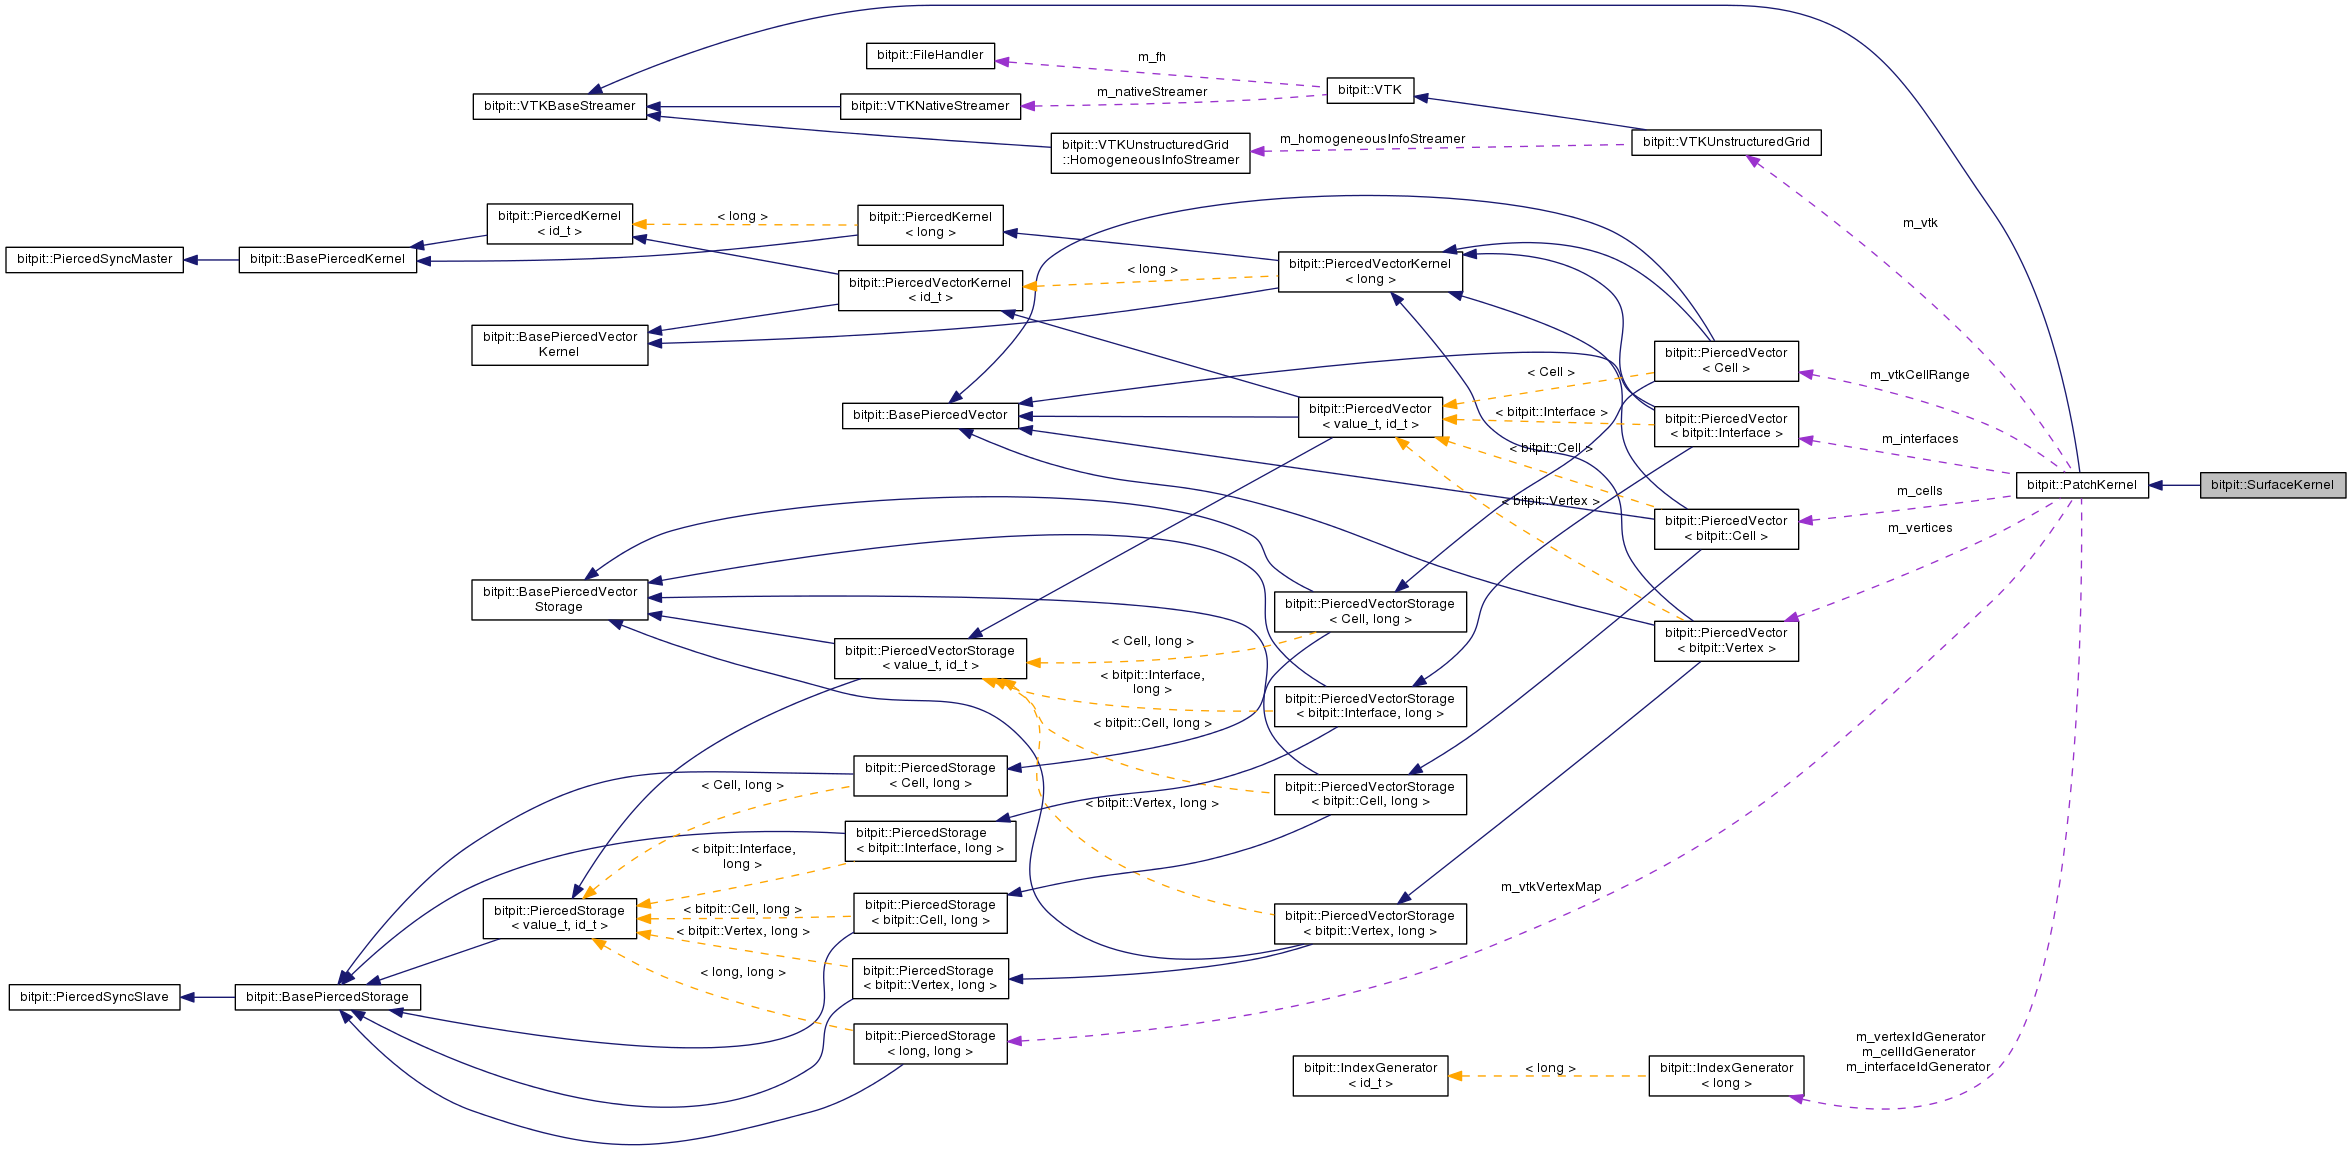 bitpit::FileHandler
m_fh
bitpit::VTKBaseStreamer
bitpit::VTKNativeStreamer
m_nativeStreamer
bitpit::VTK
bitpit::VTKUnstructuredGrid
::HomogeneousInfoStreamer
m_homogeneousInfoStreamer
bitpit::VTKUnstructuredGrid
m_vtk
bitpit::PiercedSyncMaster
bitpit::BasePiercedKernel
bitpit::PiercedKernel
< id_t >
< long >
bitpit::PiercedKernel
< long >
bitpit::PiercedVectorKernel
< id_t >
< long >
bitpit::PiercedVectorKernel
< long >
bitpit::BasePiercedVector
Kernel
bitpit::BasePiercedVector
bitpit::PiercedVector
< value_t, id_t >
< Cell >
< bitpit::Interface >
< bitpit::Cell >
< bitpit::Vertex >
bitpit::PiercedVector
< Cell >
bitpit::PiercedVector
< bitpit::Interface >
bitpit::PiercedVector
< bitpit::Cell >
bitpit::PiercedVector
< bitpit::Vertex >
m_vtkCellRange
m_interfaces
m_cells
m_vertices
bitpit::PatchKernel
bitpit::SurfaceKernel
bitpit::BasePiercedVector
Storage
bitpit::PiercedVectorStorage
< value_t, id_t >
< Cell, long >
< bitpit::Interface,
long >
< bitpit::Cell, long >
< bitpit::Vertex, long >
bitpit::PiercedVectorStorage
< Cell, long >
bitpit::PiercedVectorStorage
< bitpit::Interface, long >
bitpit::PiercedVectorStorage
< bitpit::Cell, long >
bitpit::PiercedVectorStorage
< bitpit::Vertex, long >
bitpit::PiercedStorage
< Cell, long >
bitpit::PiercedStorage
< bitpit::Interface, long >
bitpit::PiercedStorage
< bitpit::Cell, long >
bitpit::PiercedStorage
< bitpit::Vertex, long >
bitpit::PiercedStorage
< long, long >
< Cell, long >
< bitpit::Interface,
long >
< bitpit::Cell, long >
< bitpit::Vertex, long >
< long, long >
bitpit::PiercedStorage
< value_t, id_t >
bitpit::PiercedSyncSlave
bitpit::BasePiercedStorage
m_vtkVertexMap
bitpit::IndexGenerator
< id_t >
< long >
bitpit::IndexGenerator
< long >
m_vertexIdGenerator
m_cellIdGenerator
m_interfaceIdGenerator